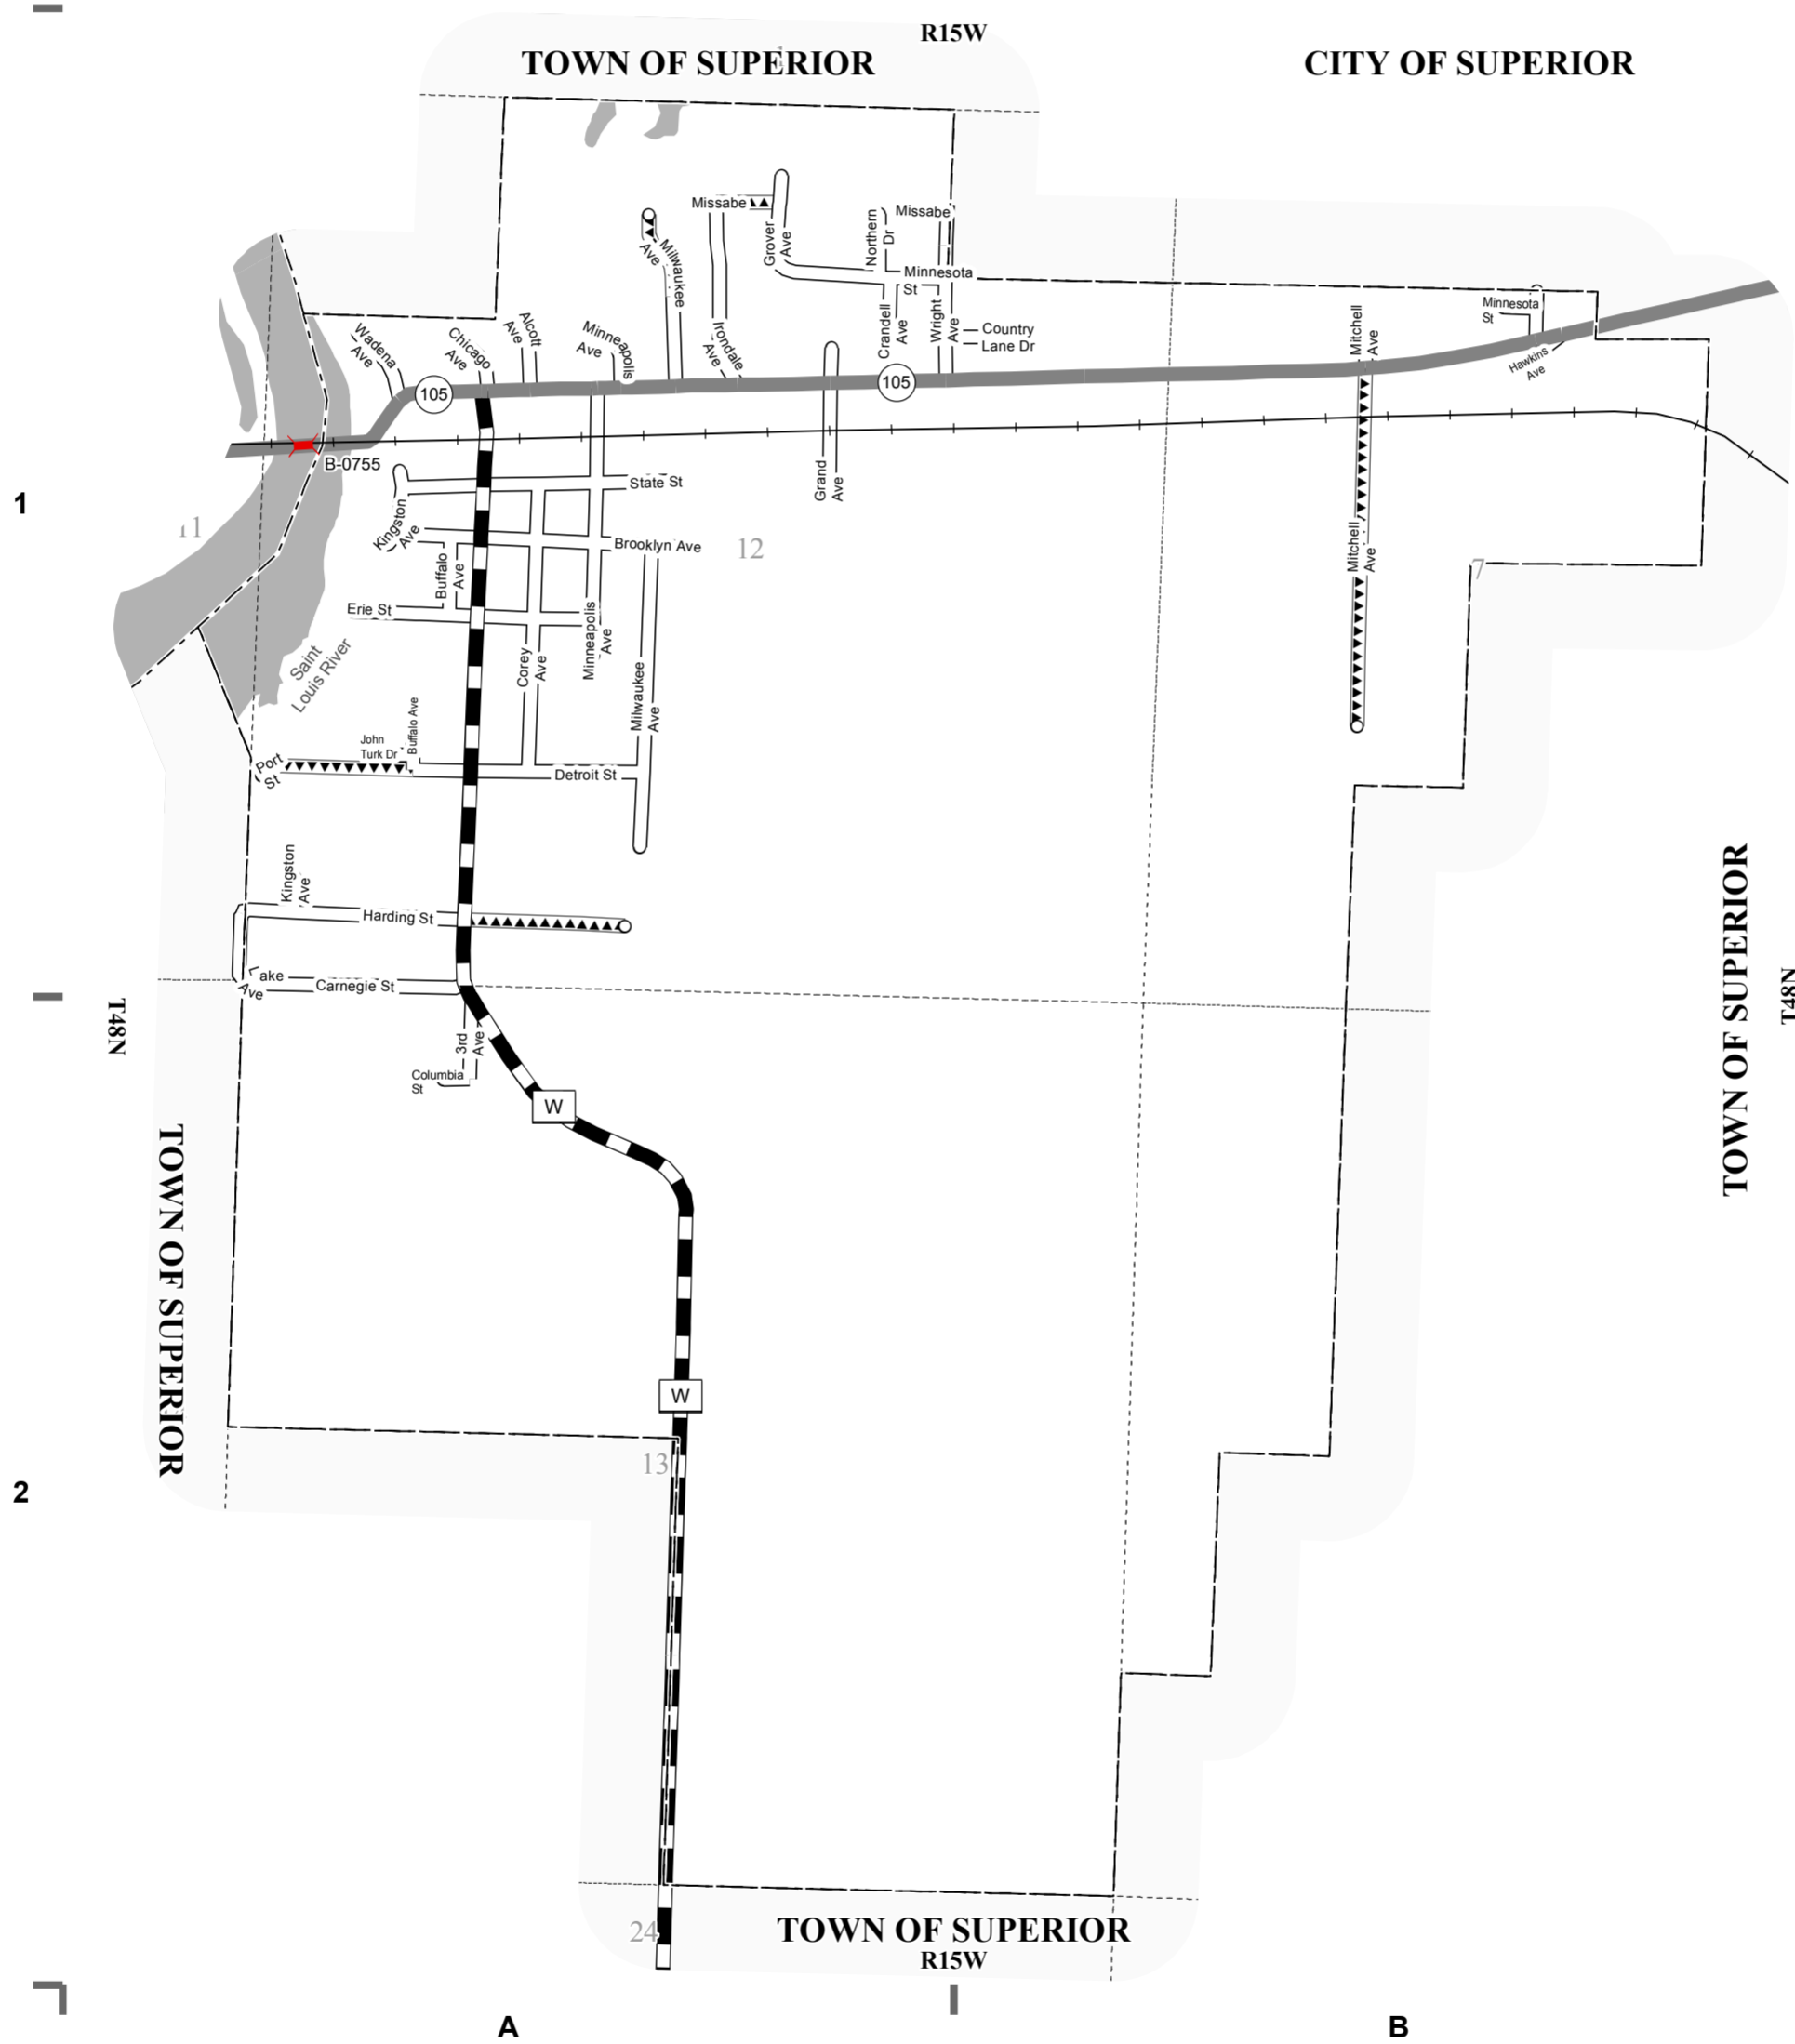 R15W
TOWN OF SUPERIOR
CITY OF SUPERIOR
Missabe
Grover
Ave
Northern
Dr
Missabe
Milwaukee
Ave
Minnesota
St
Irondale
Ave
Crandell
Ave
Wright
Ave
Country
Lane Dr
Mitchell
Ave
Minnesota
St
Hawkins
Ave
Wadena
Ave
Chicago
Ave
Alcott
Ave
Minneapolis
Ave
105
105
B-0755
State St
Grand
Ave
1
11
Kingston
Ave
Brooklyn Ave
12
Mitchell
Ave
7
Buffalo
Ave
Erie St
Minneapolis
Ave
Saint
Louis River
Corey
Ave
Milwaukee
Ave
John
Turk Dr
Buffalo Ave
Port
St
Detroit St
Kingston
Ave
Harding St
Lake
Ave
Carnegie St
T48N
T48N
TOWN OF SUPERIOR
3rd
Ave
Columbia
St
W
TOWN OF SUPERIOR
W
13
2
24
TOWN OF SUPERIOR
R15W
A
B